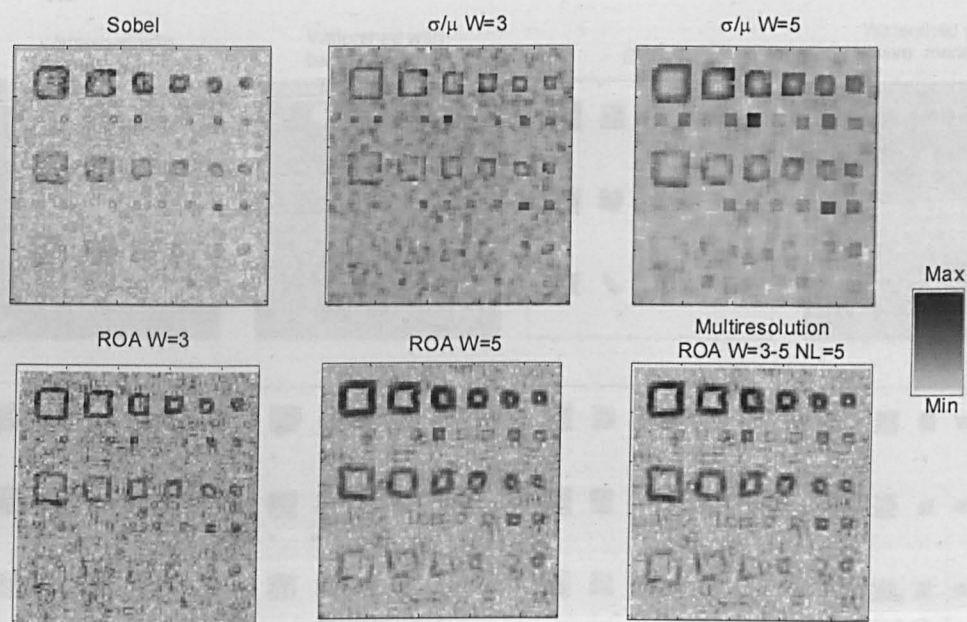 Sobel
σ/μ W=3
σ/μ W=5
Max
Min
ROA W=3
ROA W=5
Multiresolution
ROA W=3-5 NL=5